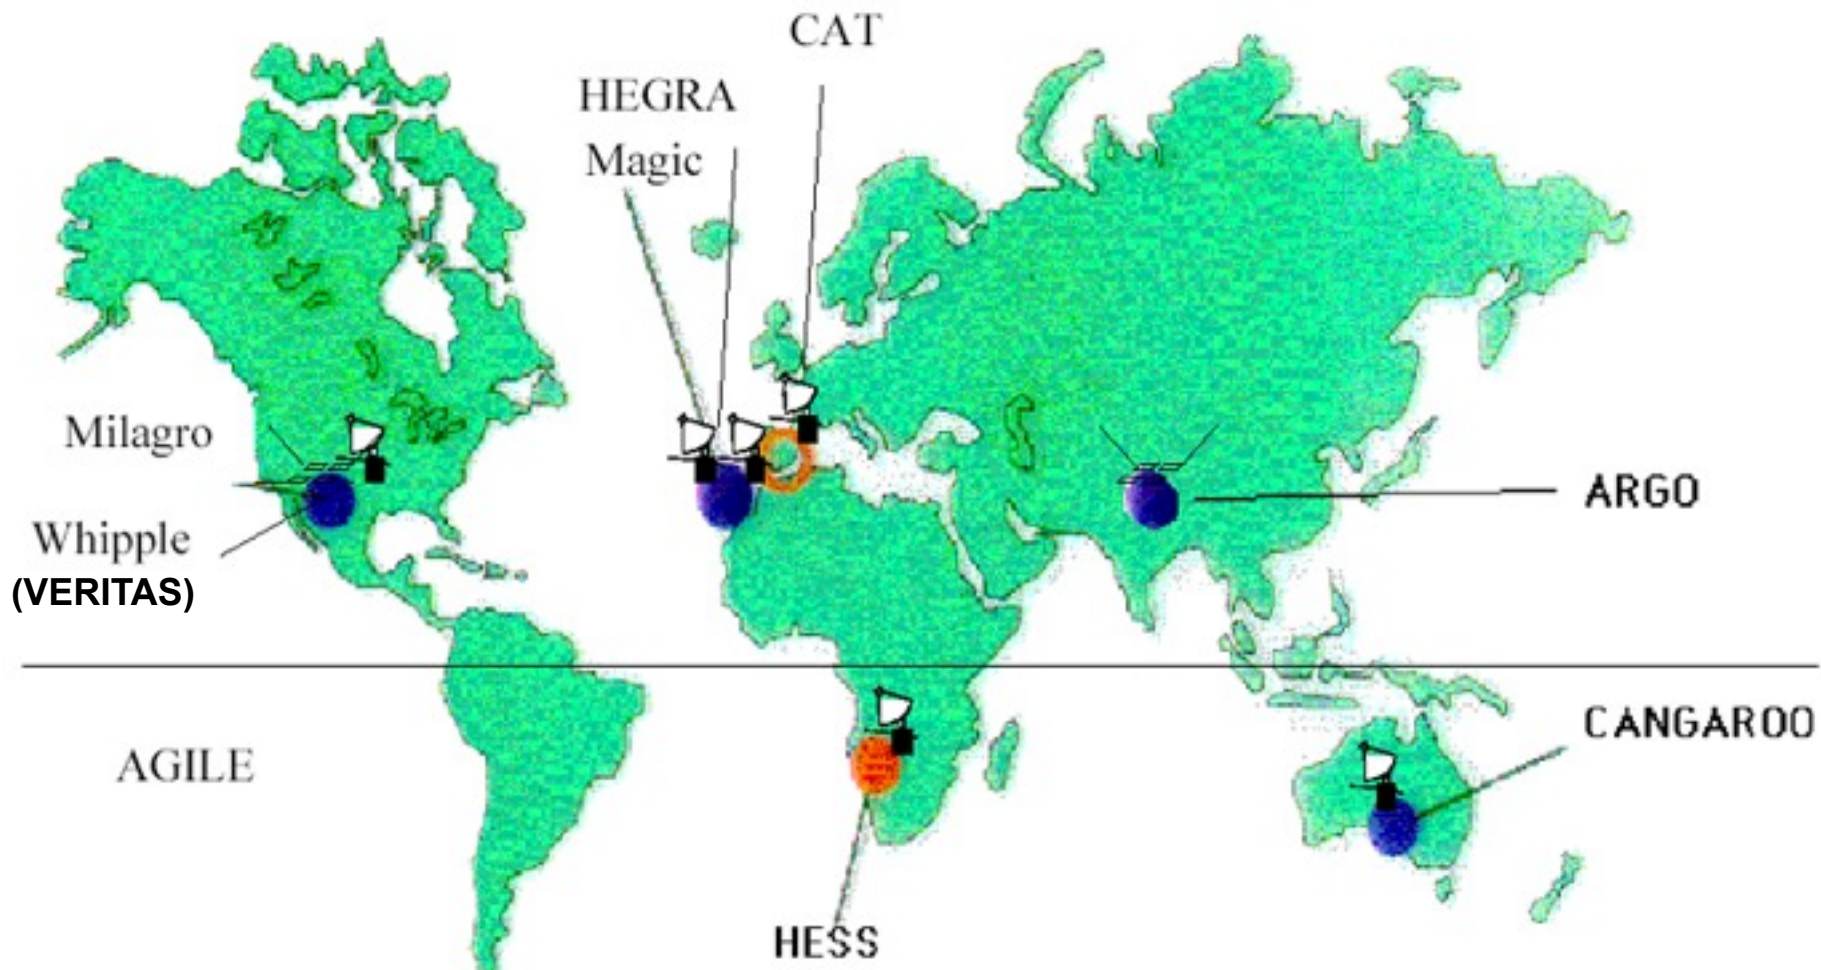 CAT
HEGRA
Magic
Milagro
ARGO
Whipple
(VERITAS)
CANGAROO
AGILE
HESS